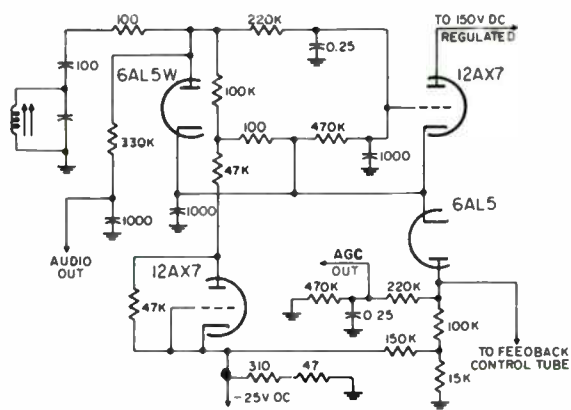 100
220K
TO 150V DC
REGULATED
0.25
100
6AL5W
12AX7
100K
330K
100
470K
47K
1000
6AL5
1000
1000
AUDIO
OUT
12AX7
AGC
OUT
470K
220K
47K
0 25
100K
150K
TO FEEOBACK
CONTROL TUBE
310
47
15K
-25V DC